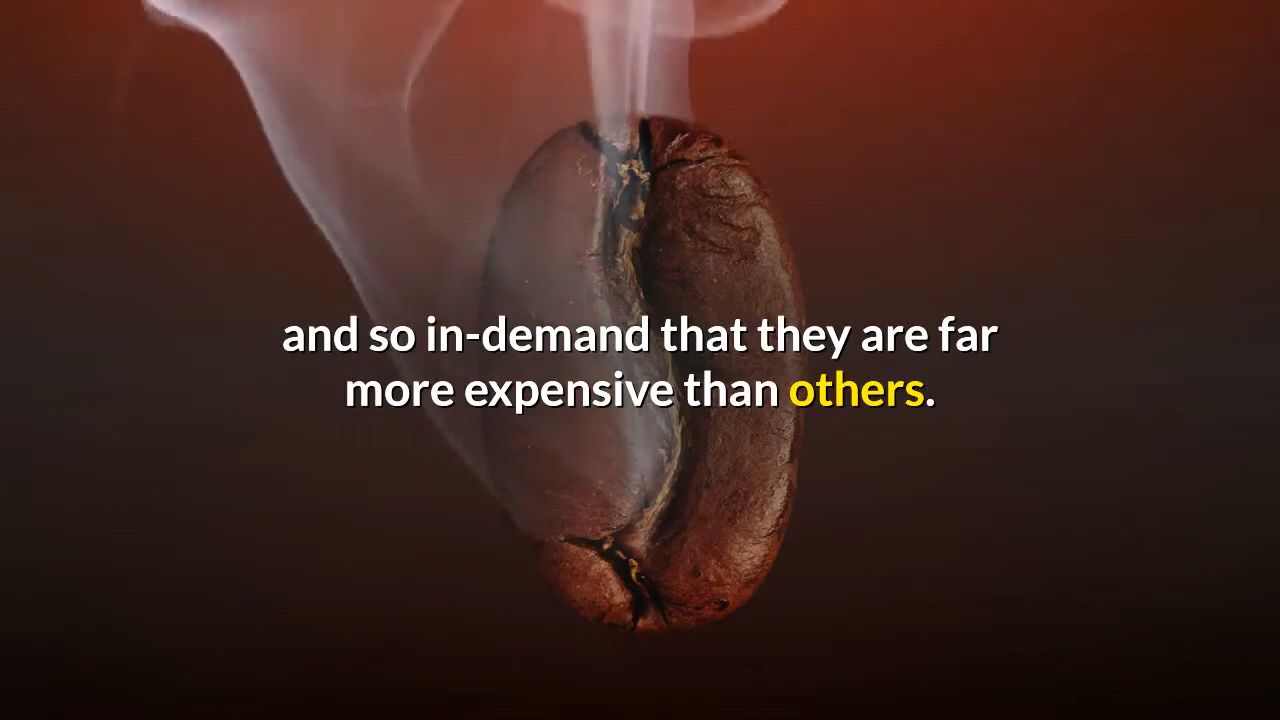 and so in-demand that they are far
more expensive than others.